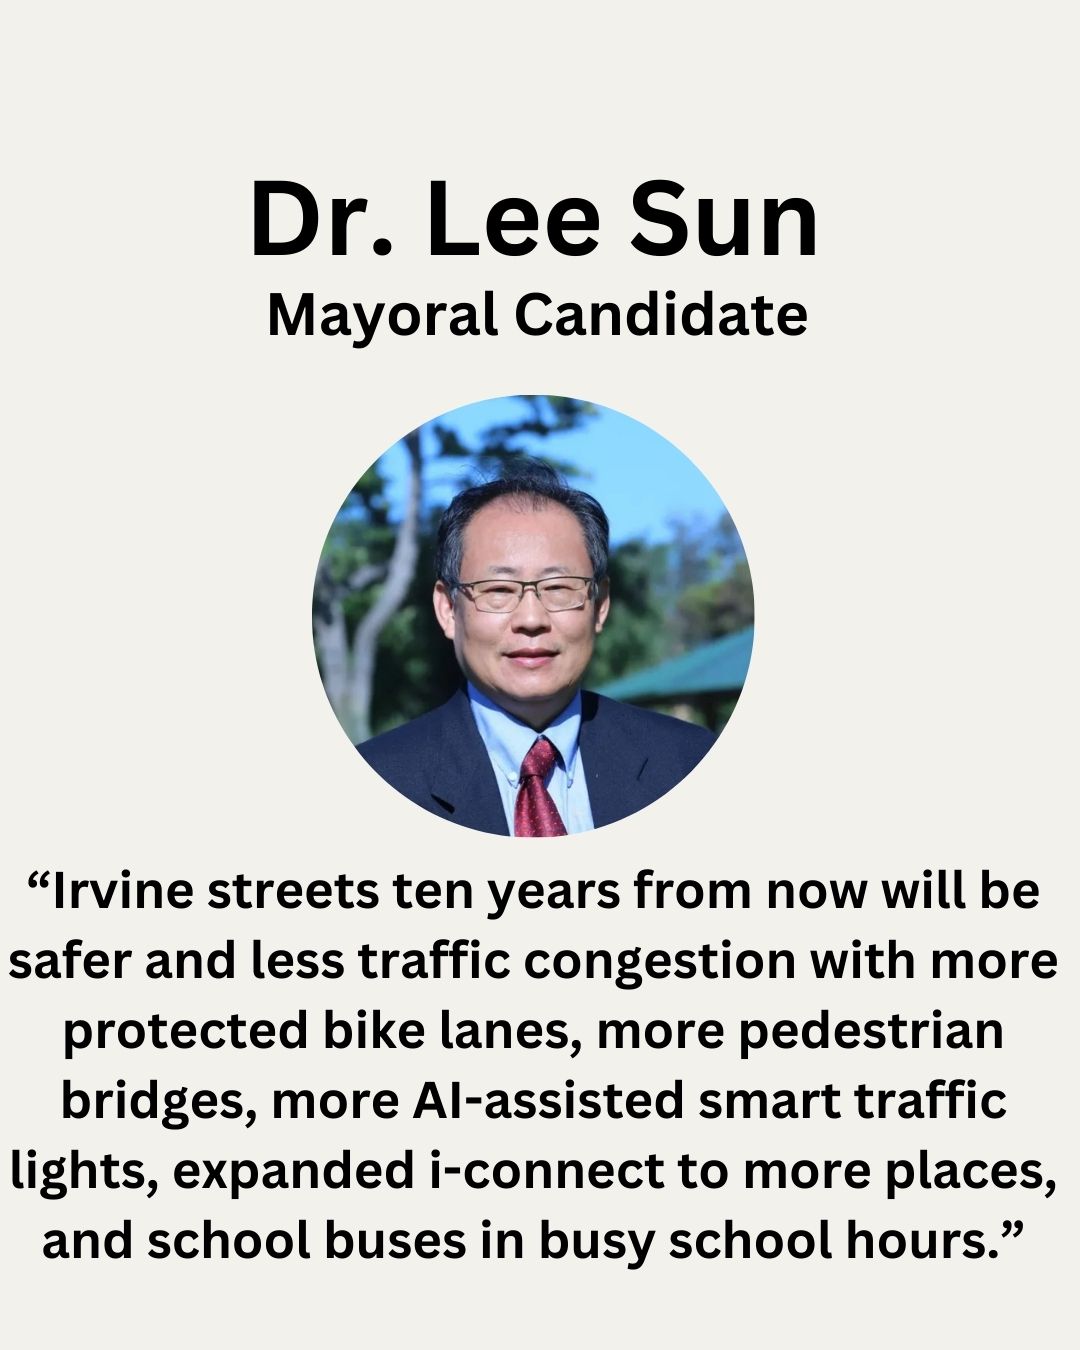 Dr. Lee Sun
Mayoral Candidate
“Irvine streets ten years from now will be
safer and less traffic congestion with more
protected bike lanes, more pedestrian
bridges, more AI-assisted smart traffic
lights, expanded i-connect to more places,
and school buses in busy school hours.”